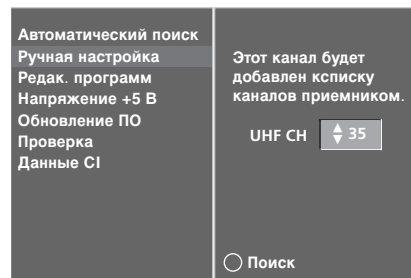 Автоматический поиск
Ручная настройка
Редак. программ
Напряжение +5 В
Обновление ПО
Проверка
Данные CI
Этот канал будет
добавлен ксписку
каналов приемником.
UHF CH 35
Поиск